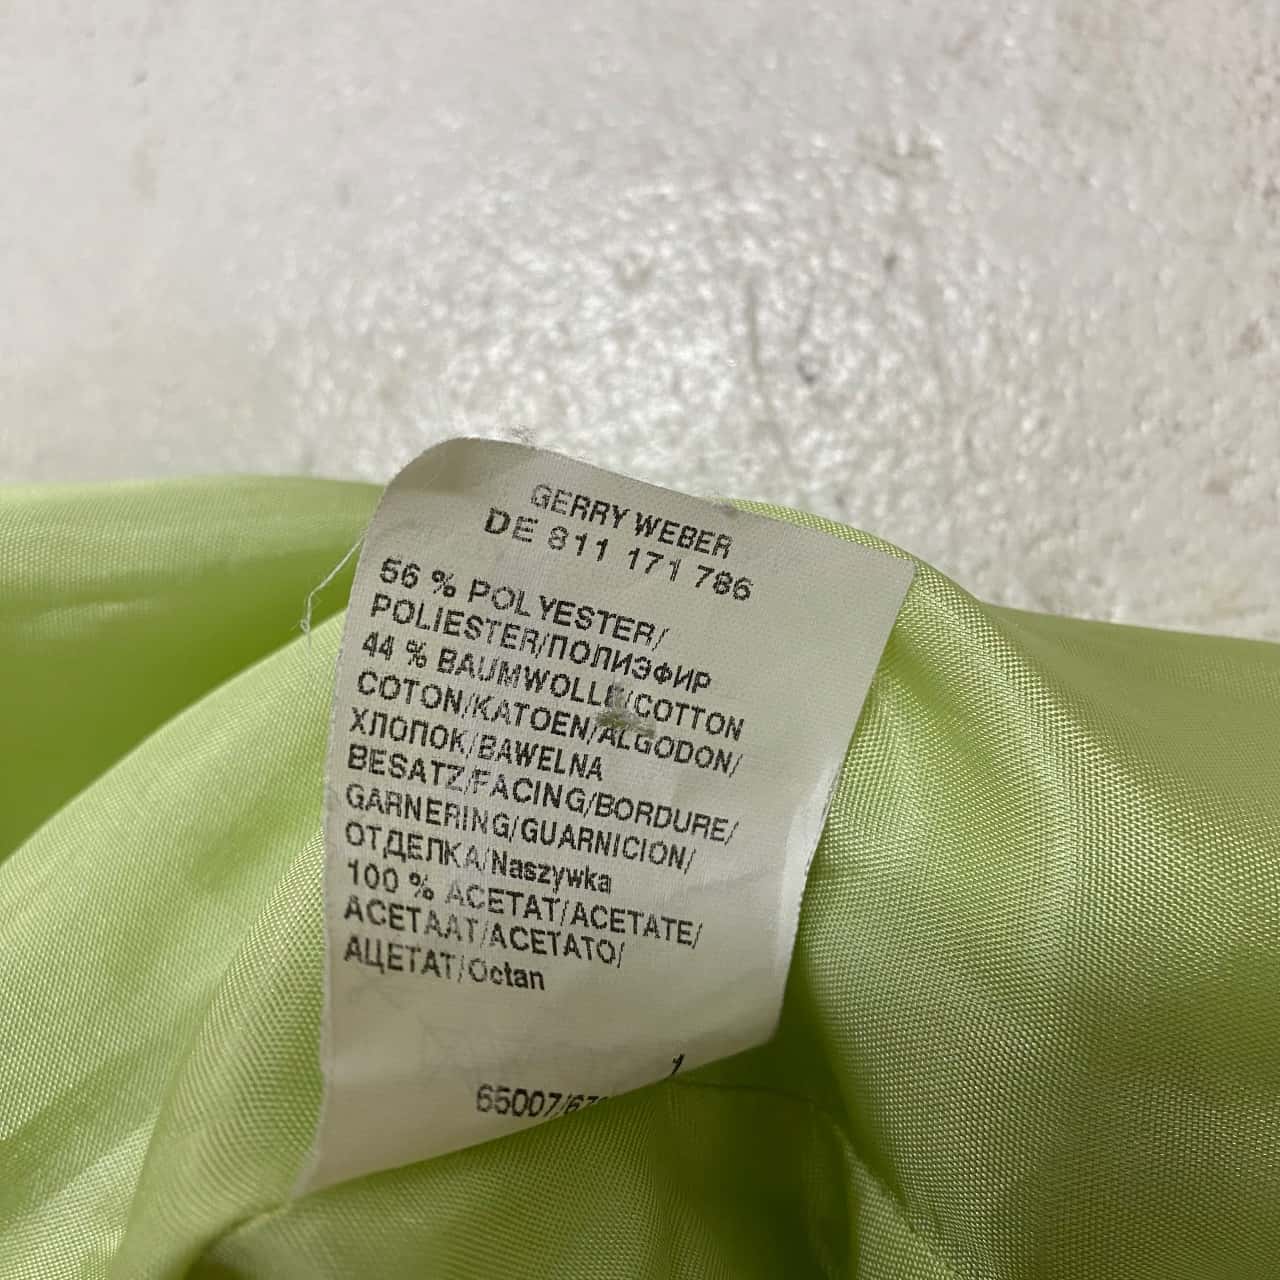 GERRY WEBER
DE 811 171 786
56 % POLYESTER/
POLIESTER/ПОЛИЭФИР
44 % BAUMWOLLE/COTTON
COTON/KATOEN/ALGODON/
ХЛОПОК/BAWELNA
BESATZ/FACING/BORDURE/
GARNERING/GUARNICION/
ОТДЕЛКА/Naszywka
100 % ACETAT/ACETATE/
ACETAAT/ACETATO/
АЦЕТАТ/Octan
1